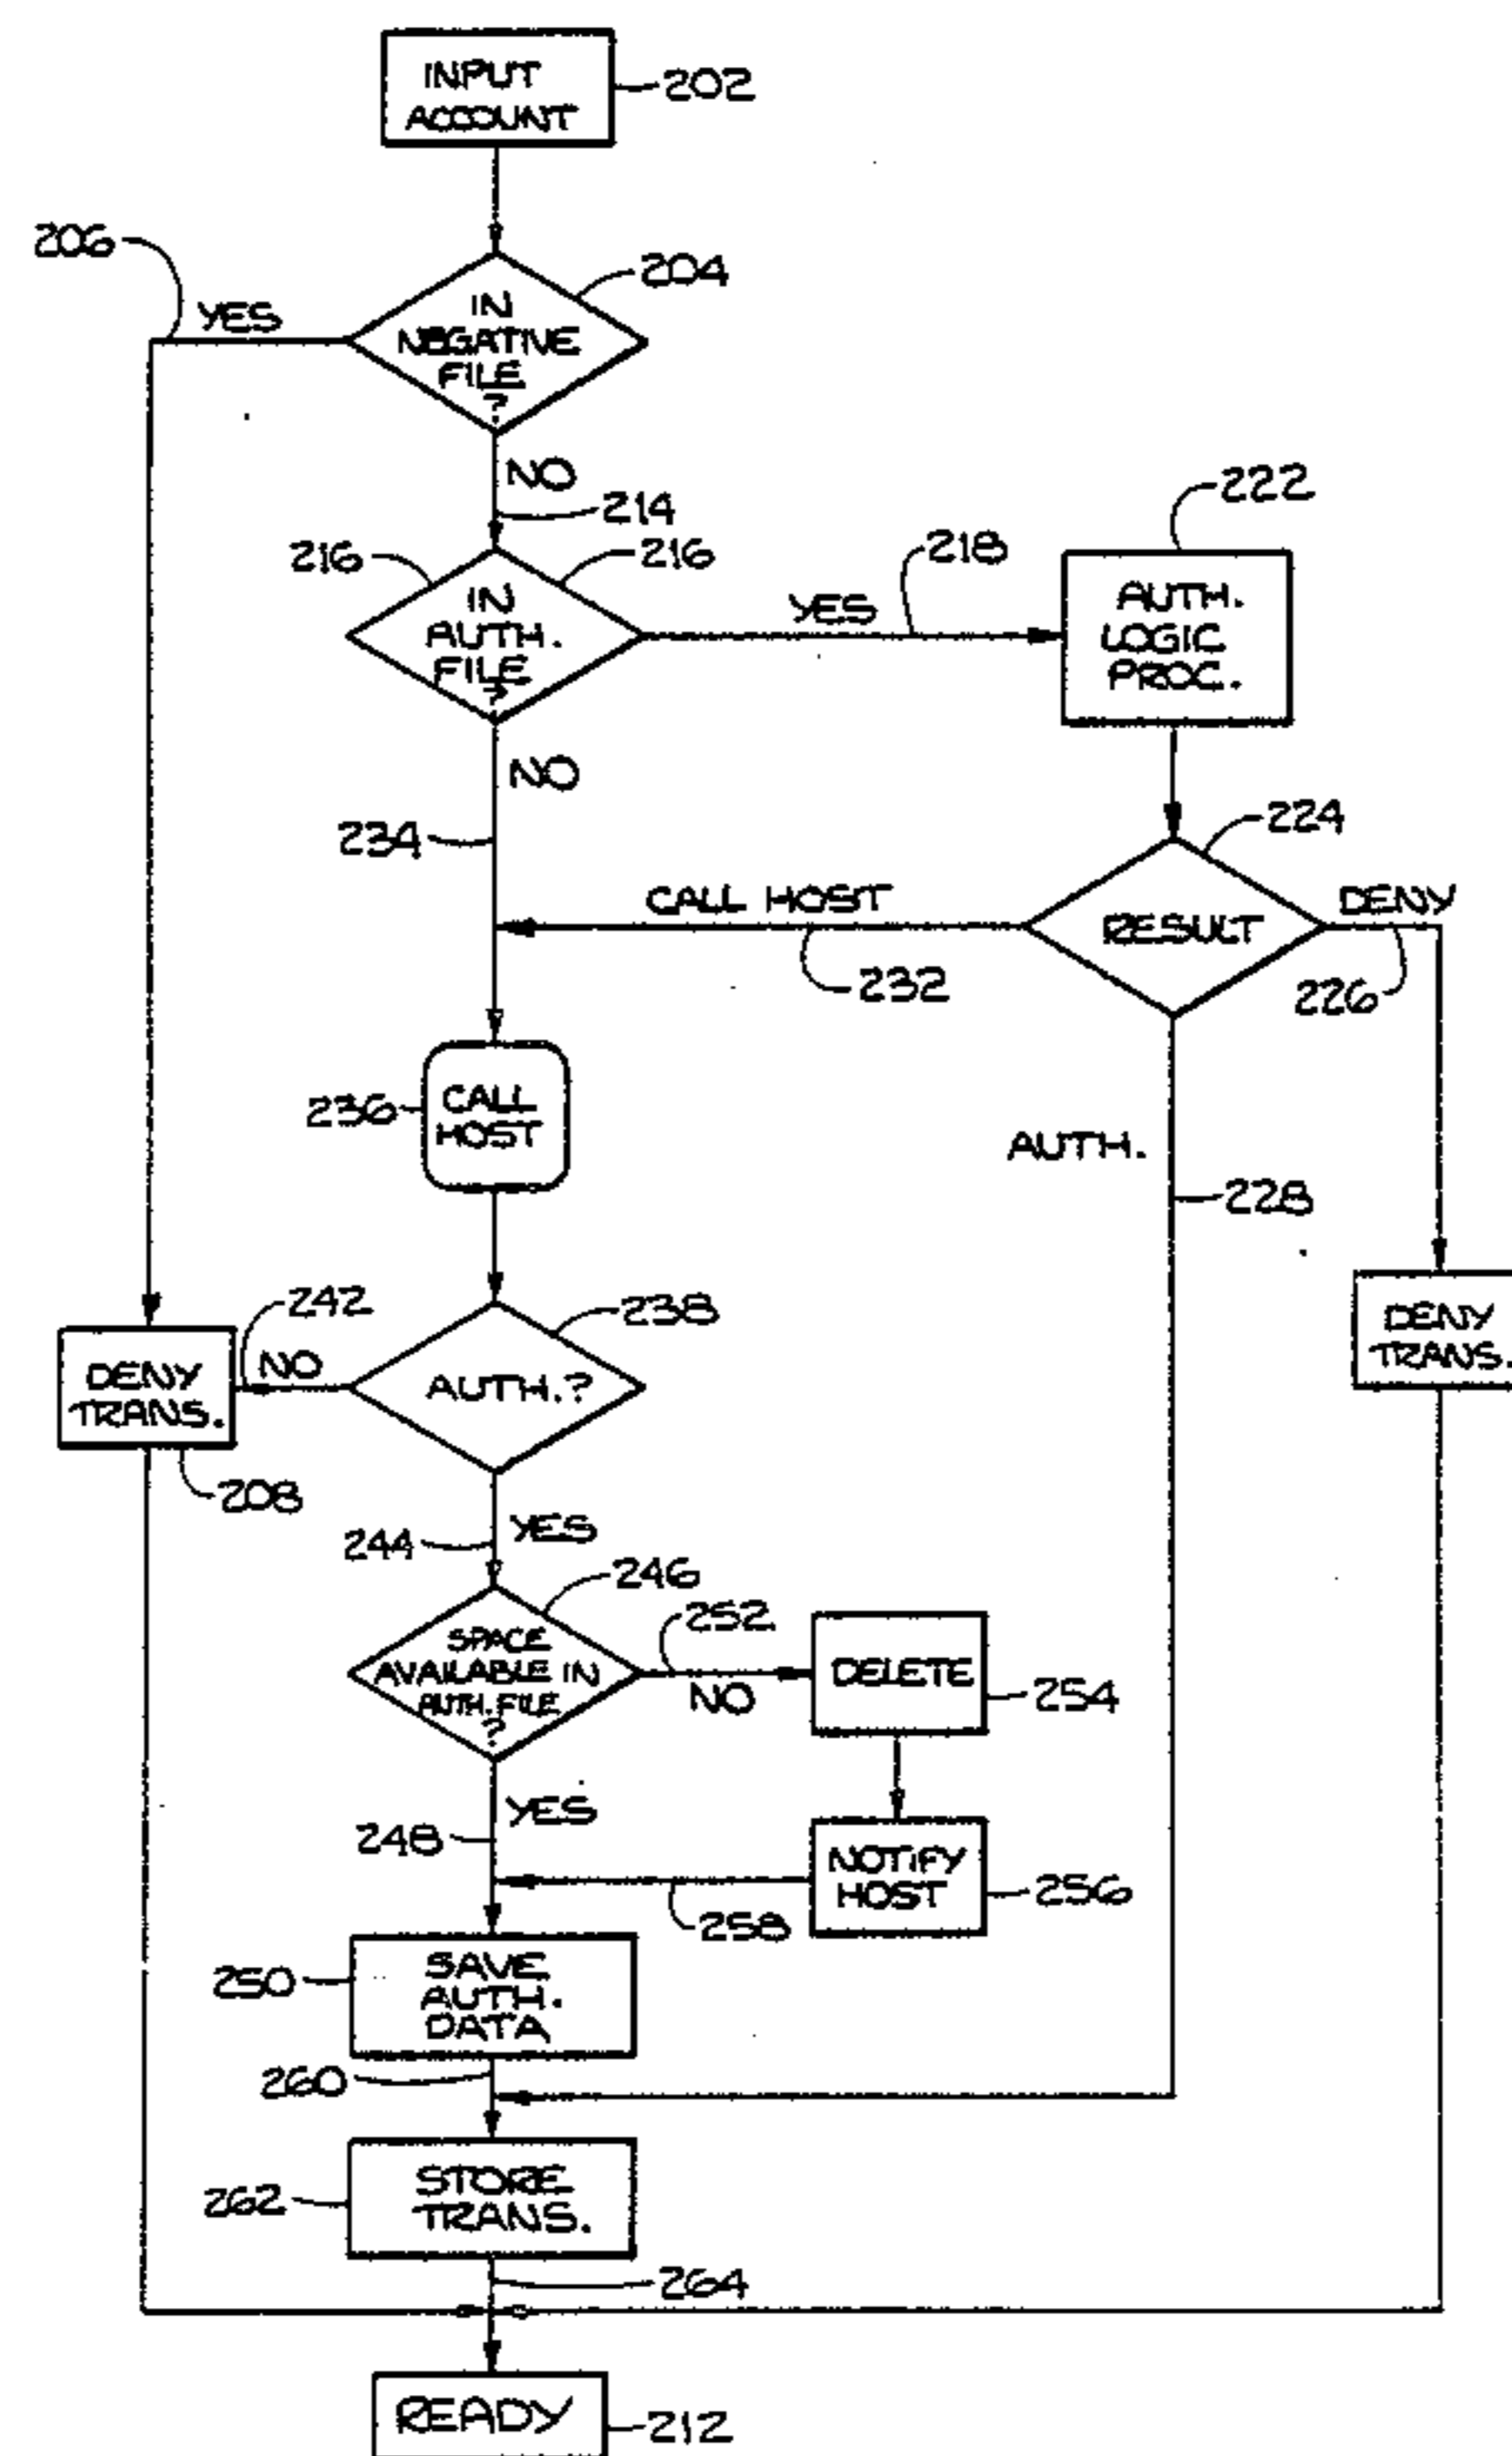 INPUT
ACCOUNT
202
206
YES
204
IN
NEGATIVE
FILE
?
NO
214
216
216
IN
AUTH.
FILE
?
YES
218
222
AUTH.
LOGIC
PROC.
NO
234
224
CALL HOST
RESULT
DENY
232
226
236
CALL
HOST
AUTH.
228
242
NO
238
DENY
TRANS.
AUTH.?
DENY
TRANS.
208
244
YES
246
SPACE
AVAILABLE IN
AUTH. FILE
?
252
NO
DELETE
254
YES
248
NOTIFY
HOST
256
258
250
SAVE
AUTH.
DATA
260
262
STORE
TRANS.
264
READY
212